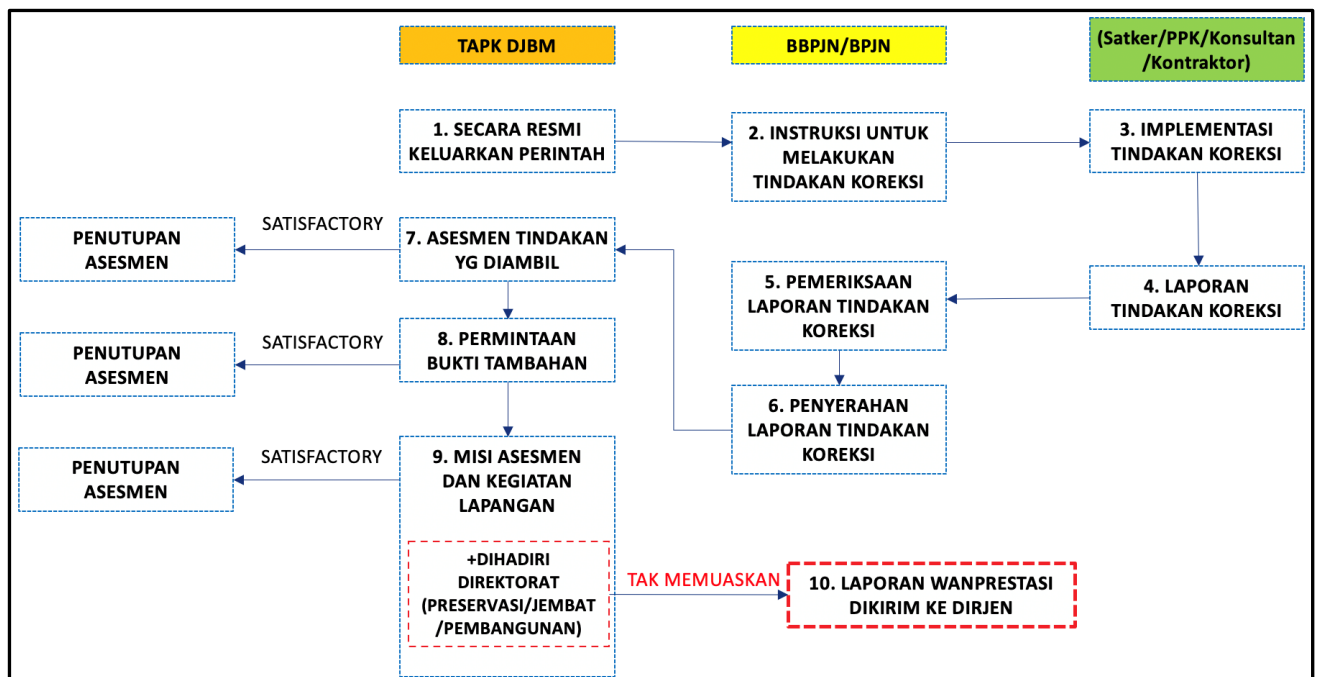 TAPK DJBM
BBPJN/BPJN
(Satker/PPK/Konsultan
/Kontraktor)
1. SECARA RESMI
KELUARKAN PERINTAH
2. INSTRUKSI UNTUK
MELAKUKAN
TINDAKAN KOREKSI
3. IMPLEMENTASI
TINDAKAN KOREKSI
PENUTUPAN
ASESMEN
SATISFACTORY
7. ASESMEN TINDAKAN
YG DIAMBIL
5. PEMERIKSAAN
LAPORAN TINDAKAN
KOREKSI
4. LAPORAN
TINDAKAN KOREKSI
PENUTUPAN
ASESMEN
SATISFACTORY
8. PERMINTAAN
BUKTI TAMBAHAN
6. PENYERAHAN
LAPORAN TINDAKAN
KOREKSI
PENUTUPAN
ASESMEN
SATISFACTORY
9. MISI ASESMEN
DAN KEGIATAN
LAPANGAN
+DIHADIRI
DIREKTORAT
(PRESERVASI/JEMBAT
/PEMBANGUNAN)
TAK MEMUASKAN
10. LAPORAN WANPRESTASI
DIKIRIM KE DIRJEN